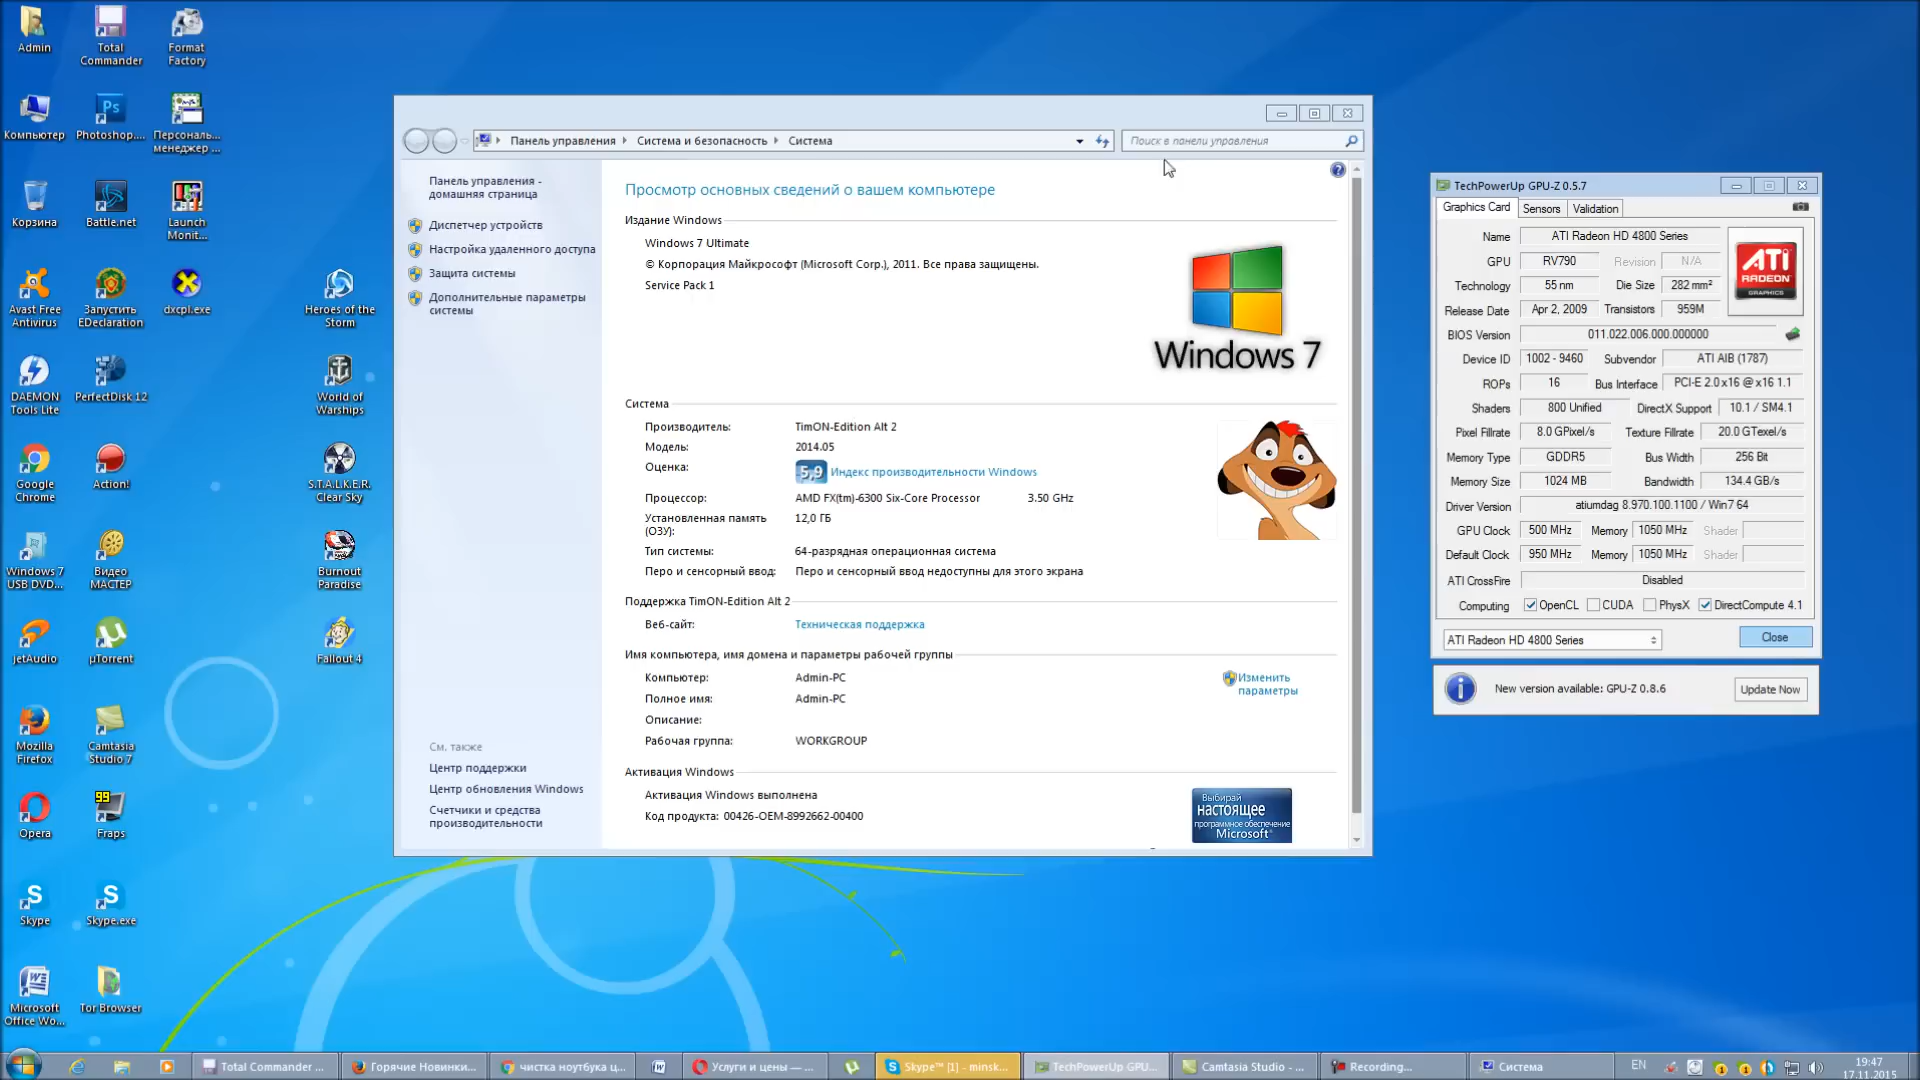 Admin
Total
Commander
Format
Factory
Компьютер
Photoshop....
Персональ...
менеджер ...
Корзина
Battle.net
Launch
Monit...
Avast Free
Antivirus
Запустить
EDeclaration
dxcpl.exe
Heroes of the
Storm
DAEMON
Tools Lite
PerfectDisk 12
World of
Warships
Google
Chrome
Action!
S.T.A.L.K.E.R.
Clear Sky
Windows 7
USB DVD...
Видео
МАСТЕР
Burnout
Paradise
jetAudio
µTorrent
Fallout 4
Mozilla
Firefox
Camtasia
Studio 7
Opera
99
Fraps
Skype
Skype.exe
Microsoft
Office Wo...
Tor Browser
Панель управления
Система и безопасность
Система
Поиск в панели управления
Панель управления -
домашняя страница
Диспетчер устройств
Настройка удаленного доступа
Защита системы
Дополнительные параметры
системы
См. также
Центр поддержки
Центр обновления Windows
Счетчики и средства
производительности
Просмотр основных сведений о вашем компьютере
Издание Windows
Windows 7 Ultimate
© Корпорация Майкрософт (Microsoft Corp.), 2011. Все права защищены.
Service Pack 1
Windows 7
Система
Производитель: TimON-Edition Alt 2
Модель: 2014.05
Оценка: 5,9 Индекс производительности Windows
Процессор: AMD FX(tm)-6300 Six-Core Processor 3.50 GHz
Установленная память
(ОЗУ): 12,0 ГБ
Тип системы: 64-разрядная операционная система
Перо и сенсорный ввод: Перо и сенсорный ввод недоступны для этого экрана
Поддержка TimON-Edition Alt 2
Веб-сайт: Техническая поддержка
Имя компьютера, имя домена и параметры рабочей группы
Компьютер: Admin-PC
Полное имя: Admin-PC
Описание:
Рабочая группа: WORKGROUP
Изменить
параметры
Активация Windows
Активация Windows выполнена
Код продукта: 00426-OEM-8992662-00400
Выбирай
настоящее
программное обеспечение
Microsoft
TechPowerUp GPU-Z 0.5.7
Graphics Card Sensors Validation
Name ATI Radeon HD 4800 Series
GPU RV790 Revision N/A
Technology 55 nm Die Size 282 mm²
Release Date Apr 2, 2009 Transistors 959M
ATI
RADEON
GRAPHICS
BIOS Version 011.022.006.000.000000
Device ID 1002 - 9460 Subvendor ATI AIB (1787)
ROPs 16 Bus Interface PCI-E 2.0 x16 @ x16 1.1
Shaders 800 Unified DirectX Support 10.1 / SM4.1
Pixel Fillrate 8.0 GPixel/s Texture Fillrate 20.0 GTexel/s
Memory Type GDDR5 Bus Width 256 Bit
Memory Size 1024 MB Bandwidth 134.4 GB/s
Driver Version atiumdag 8.970.100.1100 / Win7 64
GPU Clock 500 MHz Memory 1050 MHz Shader
Default Clock 950 MHz Memory 1050 MHz Shader
ATI CrossFire Disabled
Computing OpenCL CUDA PhysX DirectCompute 4.1
ATI Radeon HD 4800 Series
Close
New version available: GPU-Z 0.8.6
Update Now
Total Commander ...
Горячие Новинки...
чистка ноутбука ц...
Услуги и цены — ...
Skype™ [1] - minsk...
TechPowerUp GPU...
Camtasia Studio - ...
Recording...
Система
EN
19:47
17.11.2015